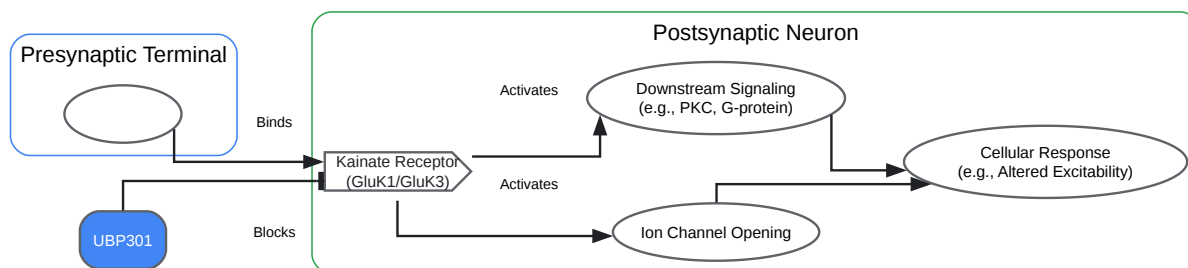 Postsynaptic Neuron
Presynaptic Terminal
Activates
Downstream Signaling
(e.g., PKC, G-protein)
Binds
Kainate Receptor
(GluK1/GluK3)
Cellular Response
(e.g., Altered Excitability)
Activates
UBP301
Blocks
Ion Channel Opening